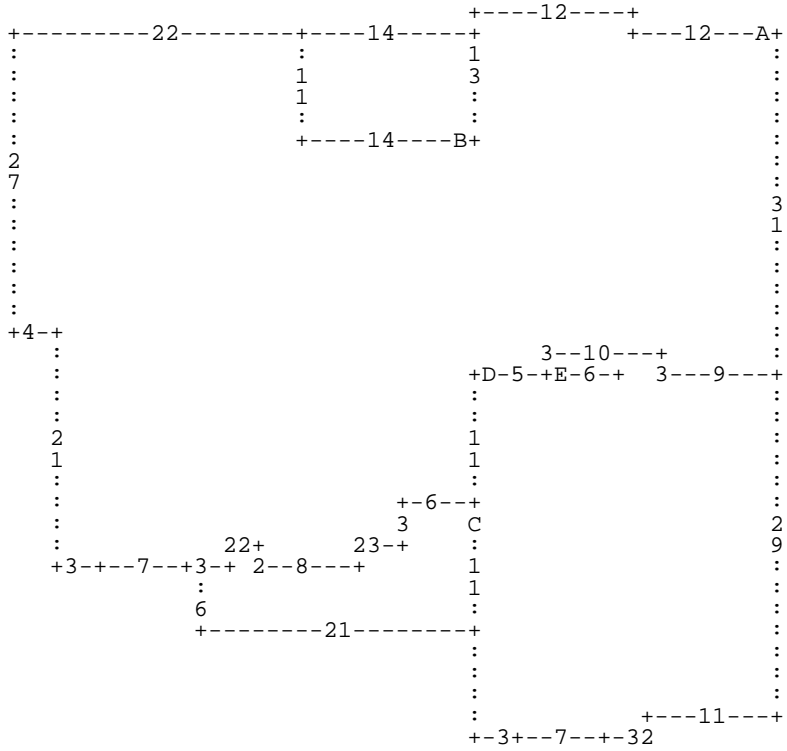 +----12----+
+---------22--------+----14-----+          +---12---A+
:                   :           1                    :
:                   1           3                    :
:                   1           :                    :
:                   :           :                    :
:                   +----14----B+                    :
2                                                    :
7                                                    :
:                                                    3
:                                                    1
:                                                    :
:                                                    :
:                                                    :
:                                                    :
+4-+                                                 :
   :                                 3--10---+       :
   :                            +D-5-+E-6-+  3---9---+
   :                            :                    :
   :                            :                    :
   2                            1                    :
   1                            1                    :
   :                            :                    :
   :                       +-6--+                    :
   :                       3    C                    2
   :           22+      23-+    :                    9
   +3-+--7--+3-+ 2--8---+       1                    :
            :                   1                    :
            6                   :                    :
            +--------21---------+                    :
                                :                    :
                                :                    :
                                :                    :
                                :           +---11---+
                                +-3+--7--+-32